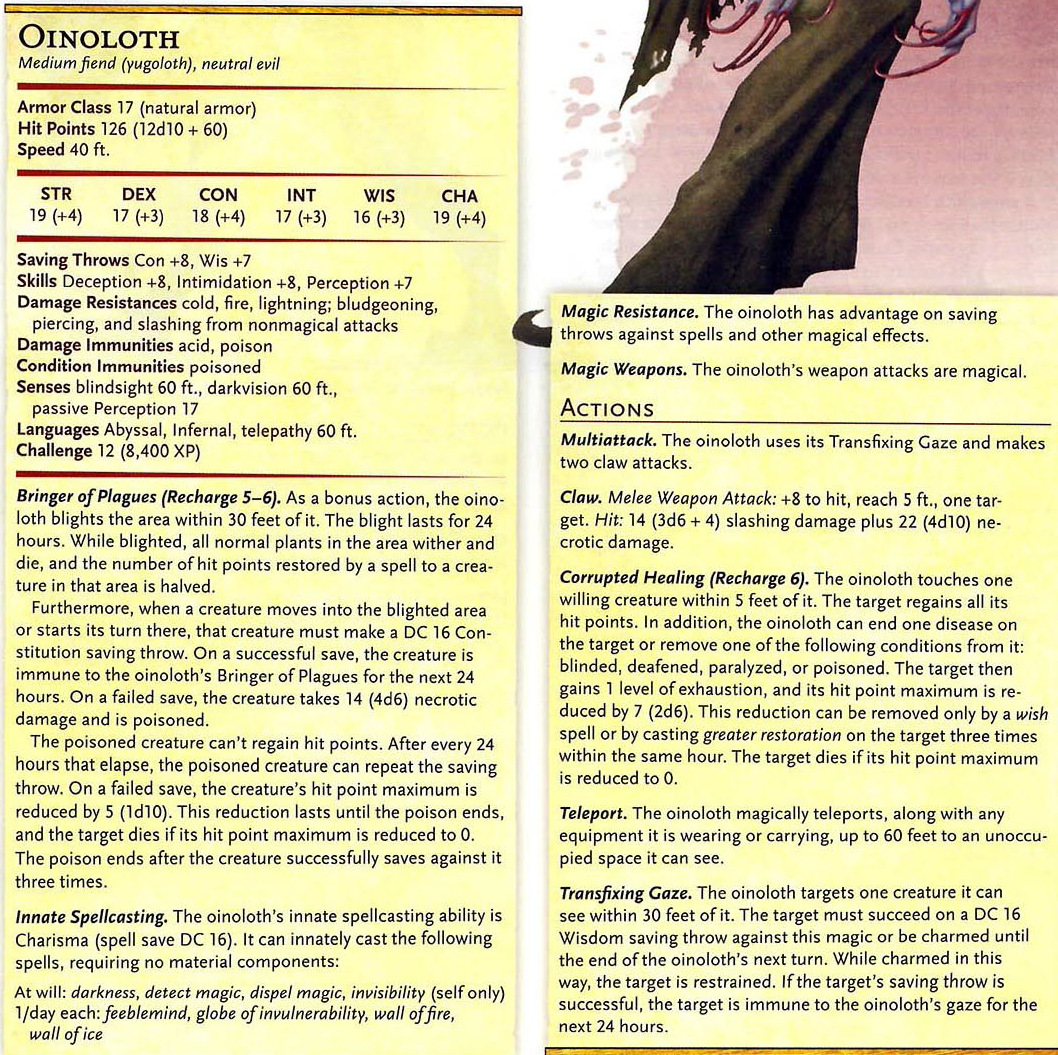 OINOLOTH
Medium fiend (yugoloth), neutral evil
Armor Class 17 (natural armor)
Hit Points 126 (12d10 + 60)
Speed 40 ft.
STR DEX CON INT WIS CHA
19 (+4) 17 (+3) 18 (+4) 17 (+3) 16 (+3) 19 (+4)
Saving Throws Con +8, Wis +7
Skills Deception +8, Intimidation +8, Perception +7
Damage Resistances cold, fire, lightning; bludgeoning,
piercing, and slashing from nonmagical attacks
Damage Immunities acid, poison
Condition Immunities poisoned
Senses blindsight 60 ft., darkvision 60 ft.,
passive Perception 17
Languages Abyssal, Infernal, telepathy 60 ft.
Challenge 12 (8,400 XP)
Bringer of Plagues (Recharge 5–6). As a bonus action, the oino-
loth blights the area within 30 feet of it. The blight lasts for 24
hours. While blighted, all normal plants in the area wither and
die, and the number of hit points restored by a spell to a crea-
ture in that area is halved.
Furthermore, when a creature moves into the blighted area
or starts its turn there, that creature must make a DC 16 Con-
stitution saving throw. On a successful save, the creature is
immune to the oinoloth's Bringer of Plagues for the next 24
hours. On a failed save, the creature takes 14 (4d6) necrotic
damage and is poisoned.
The poisoned creature can't regain hit points. After every 24
hours that elapse, the poisoned creature can repeat the saving
throw. On a failed save, the creature's hit point maximum is
reduced by 5 (1d10). This reduction lasts until the poison ends,
and the target dies if its hit point maximum is reduced to 0.
The poison ends after the creature successfully saves against it
three times.
Innate Spellcasting. The oinoloth's innate spellcasting ability is
Charisma (spell save DC 16). It can innately cast the following
spells, requiring no material components:
At will: darkness, detect magic, dispel magic, invisibility (self only)
1/day each: feeblemind, globe of invulnerability, wall of fire,
wall of ice
Magic Resistance. The oinoloth has advantage on saving
throws against spells and other magical effects.
Magic Weapons. The oinoloth's weapon attacks are magical.
ACTIONS
Multiattack. The oinoloth uses its Transfixing Gaze and makes
two claw attacks.
Claw. Melee Weapon Attack: +8 to hit, reach 5 ft., one tar-
get. Hit: 14 (3d6 + 4) slashing damage plus 22 (4d10) ne-
crotic damage.
Corrupted Healing (Recharge 6). The oinoloth touches one
willing creature within 5 feet of it. The target regains all its
hit points. In addition, the oinoloth can end one disease on
the target or remove one of the following conditions from it:
blinded, deafened, paralyzed, or poisoned. The target then
gains 1 level of exhaustion, and its hit point maximum is re-
duced by 7 (2d6). This reduction can be removed only by a wish
spell or by casting greater restoration on the target three times
within the same hour. The target dies if its hit point maximum
is reduced to 0.
Teleport. The oinoloth magically teleports, along with any
equipment it is wearing or carrying, up to 60 feet to an unoccu-
pied space it can see.
Transfixing Gaze. The oinoloth targets one creature it can
see within 30 feet of it. The target must succeed on a DC 16
Wisdom saving throw against this magic or be charmed until
the end of the oinoloth's next turn. While charmed in this
way, the target is restrained. If the target's saving throw is
successful, the target is immune to the oinoloth's gaze for the
next 24 hours.